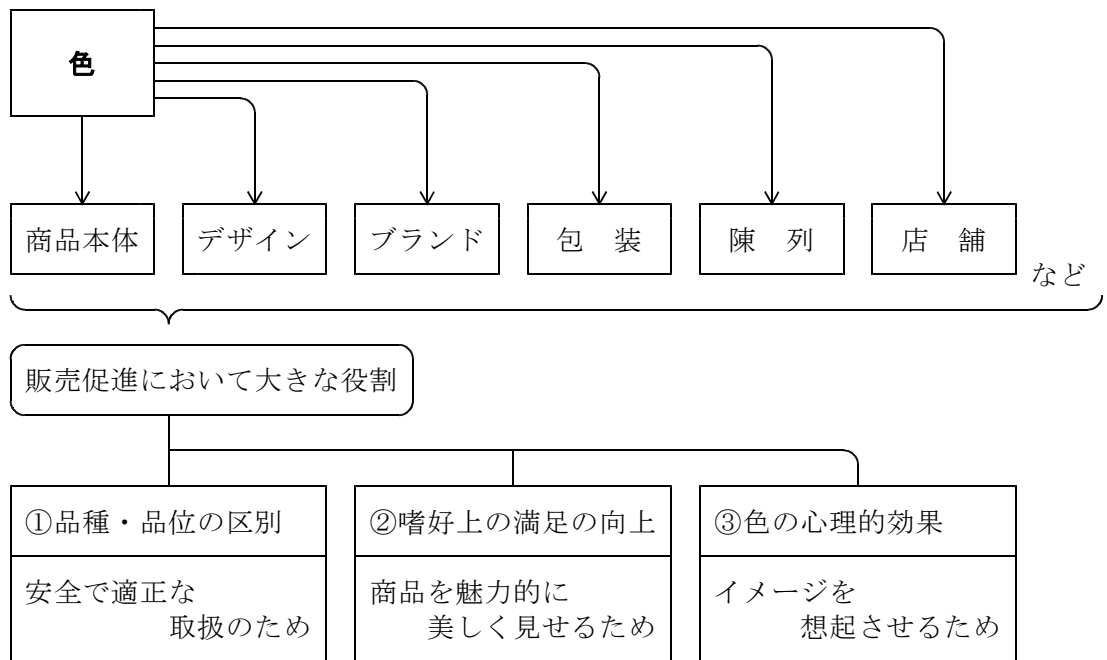 色
商品本体
デザイン
ブランド
包　装
陳　列
店　舗
など
販売促進において大きな役割
①品種・品位の区別
安全で適正な
取扱のため
②嗜好上の満足の向上
商品を魅力的に
美しく見せるため
③色の心理的効果
イメージを
想起させるため